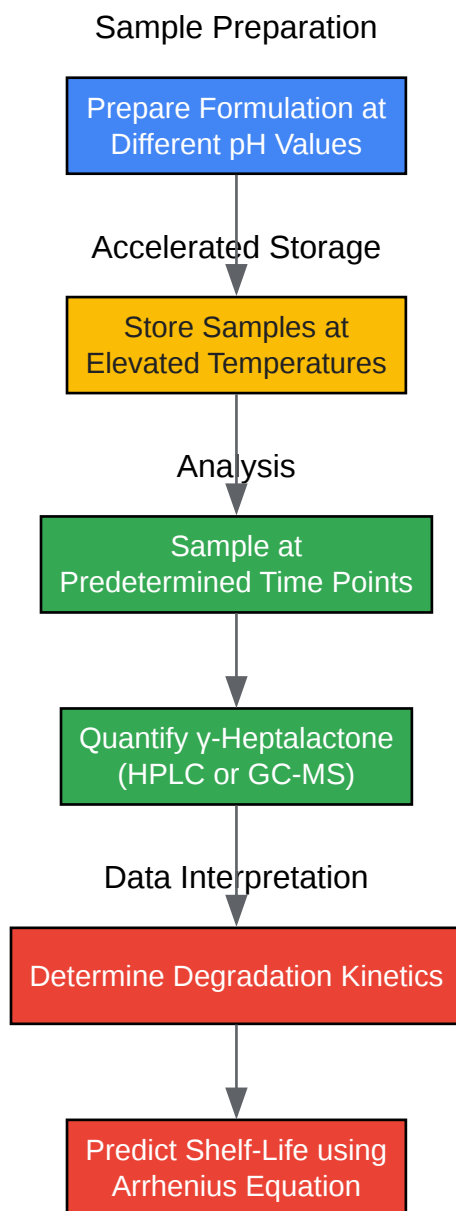 Sample Preparation
Prepare Formulation at
Different pH Values
Accelerated Storage
Store Samples at
Elevated Temperatures
Analysis
Sample at
Predetermined Time Points
Quantify γ-Heptalactone
(HPLC or GC-MS)
Data Interpretation
Determine Degradation Kinetics
Predict Shelf-Life using
Arrhenius Equation